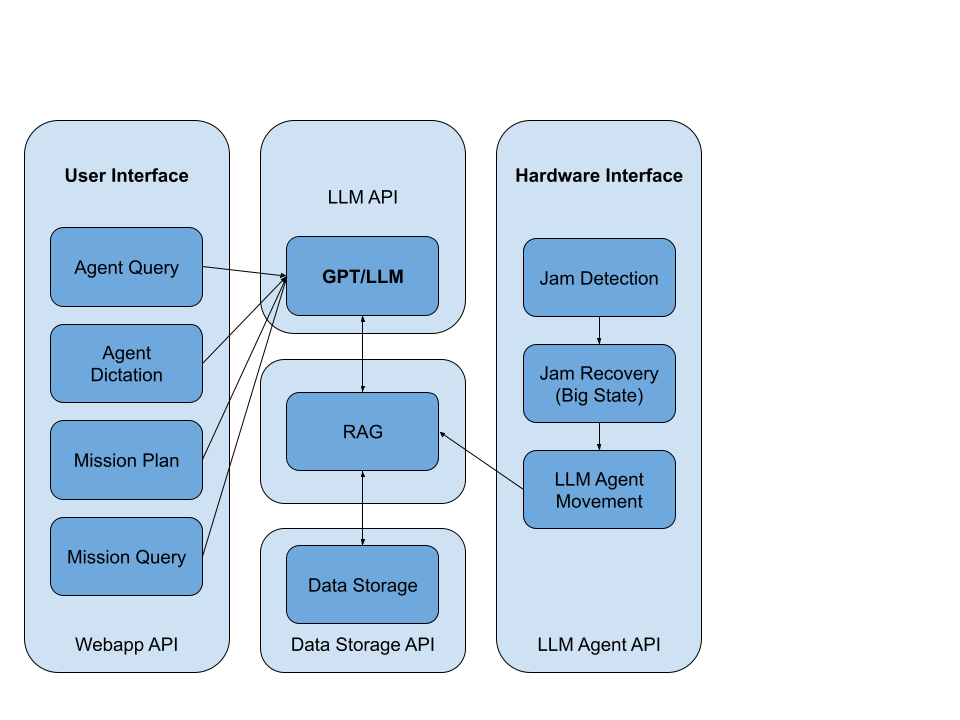 User Interface
Agent Query
Agent
Dictation
Mission Plan
Mission Query
Webapp API
LLM API
GPT/LLM
RAG
Data Storage
Data Storage API
Hardware Interface
Jam Detection
Jam Recovery
(Big State)
LLM Agent
Movement
LLM Agent API